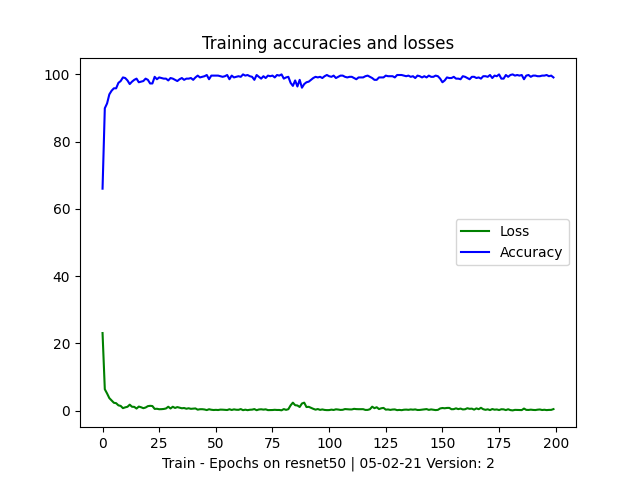 Training accuracies and losses
100
80
60
40
20
0
Loss
Accuracy
0 25 50 75 100 125 150 175 200
Train - Epochs on resnet50 | 05-02-21 Version: 2